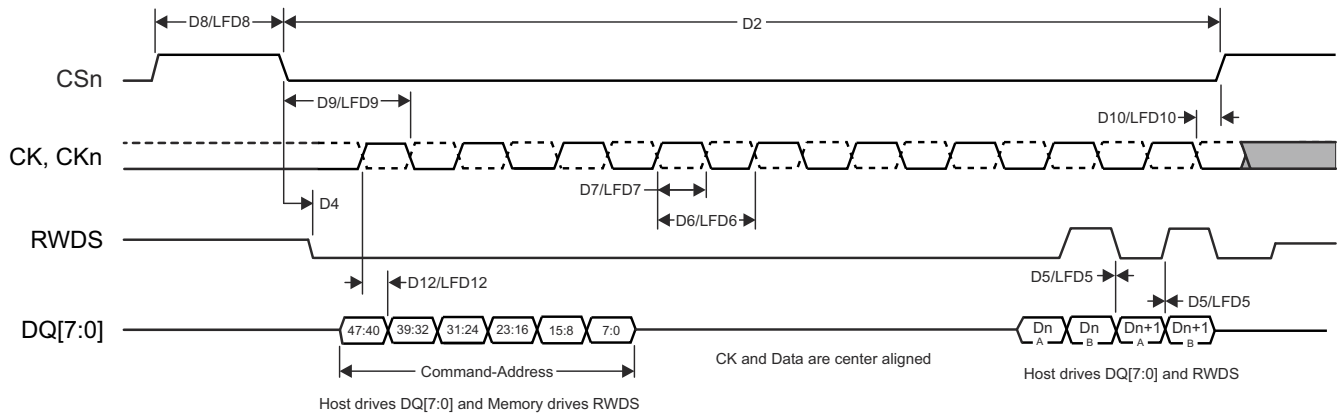 D8/LFD8
D2
CSn
D9/LFD9
D10/LFD10
CK, CKn
D7/LFD7
D4
D6/LFD6
RWDS
D12/LFD12
D5/LFD5
D5/LFD5
DQ[7:0]
47:40 39:32 31:24 23:16 15:8 7:0
Dn A Dn B Dn+1 A Dn+1 B
Command-Address
CK and Data are center aligned
Host drives DQ[7:0] and RWDS
Host drives DQ[7:0] and Memory drives RWDS